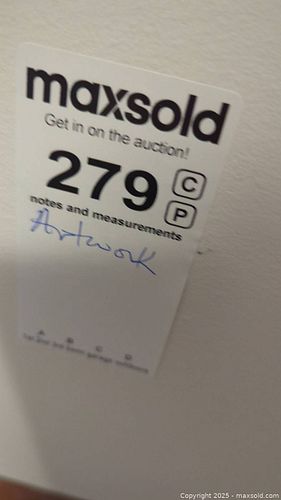 maxsold
Get in on the auction!
279 C
P
notes and measurements
Artwork
A B C D
Copyright 2025 - maxsold.com